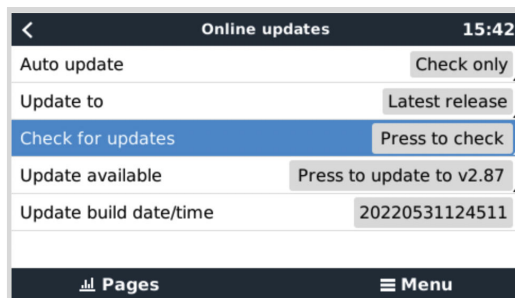 Online updates 15:42
Auto update Check only
Update to Latest release
Check for updates Press to check
Update available Press to update to v2.87
Update build date/time 20220531124511
Pages Menu